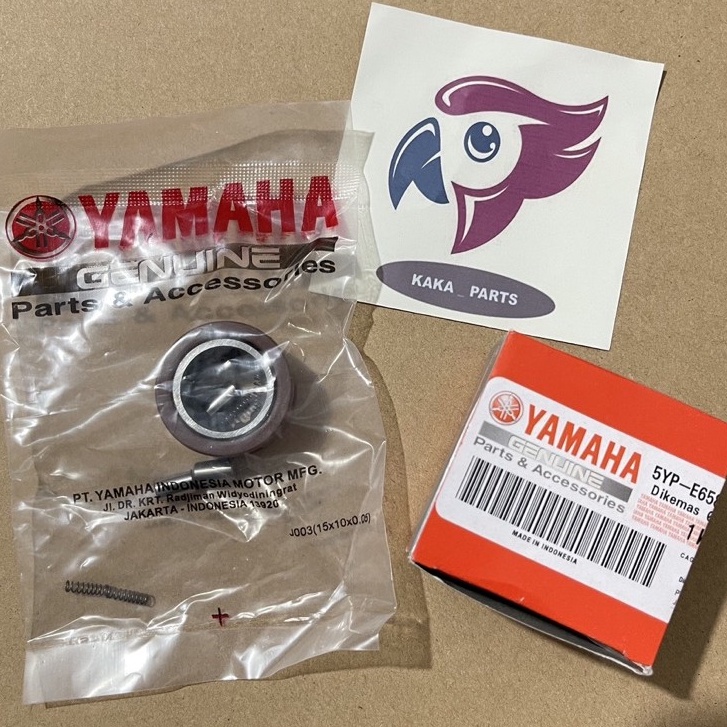 YAMAHA
GENUINE
Parts & Accessories
PT. YAMAHA INDONESIA MOTOR MFG.
Jl. DR. KRT. Radjiman Widyodiningrat
JAKARTA - INDONESIA 13920
J003(15x10x0.05)
KAKA_PARTS
YAMAHA
GENUINE
Parts & Accessories
5YP-E65
Dikemas
MADE IN INDONESIA